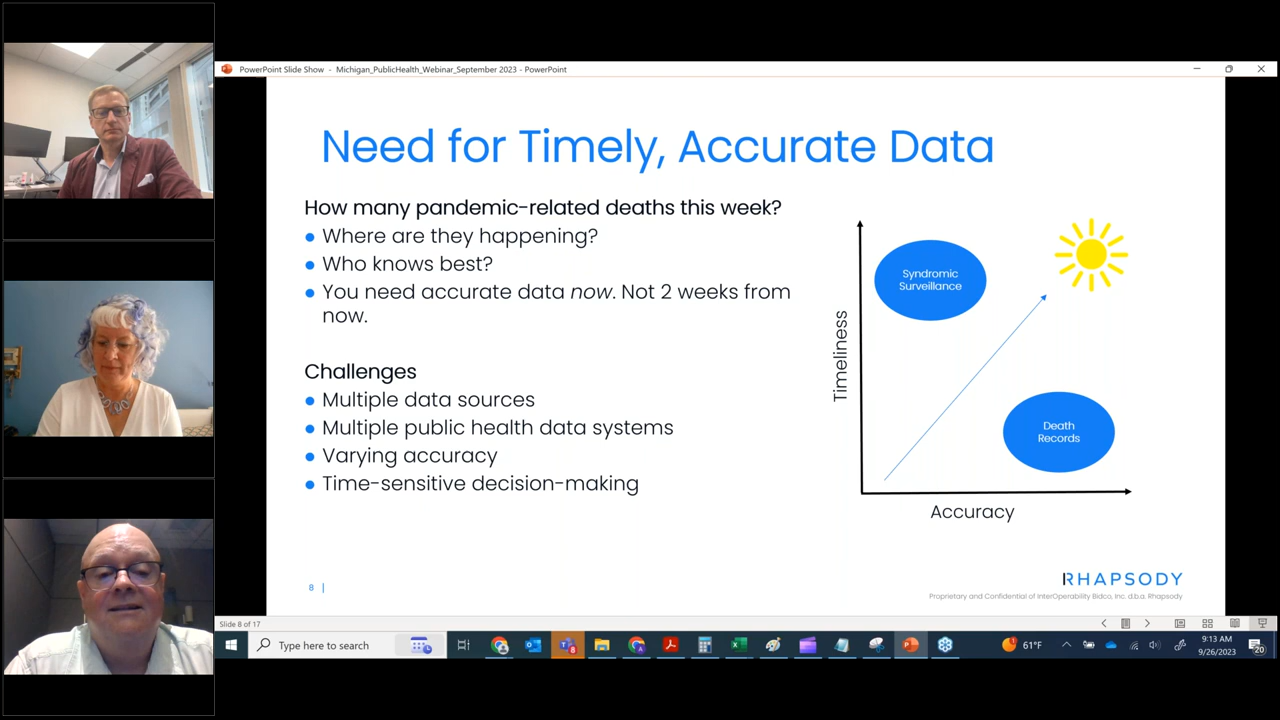 PowerPoint Slide Show - Michigan_PublicHealth_Webinar_September 2023 - PowerPoint
Need for Timely, Accurate Data
How many pandemic-related deaths this week?
• Where are they happening?
• Who knows best?
• You need accurate data now. Not 2 weeks from
now.
Challenges
• Multiple data sources
• Multiple public health data systems
• Varying accuracy
• Time-sensitive decision-making
Timeliness
Syndromic
Surveillance
Death
Records
Accuracy
8 |
RHAPSODY
Proprietary and Confidential of InterOperability Bidco, Inc. d.b.a. Rhapsody
Slide 8 of 17
Type here to search
61°F
9:13 AM
9/26/2023
20